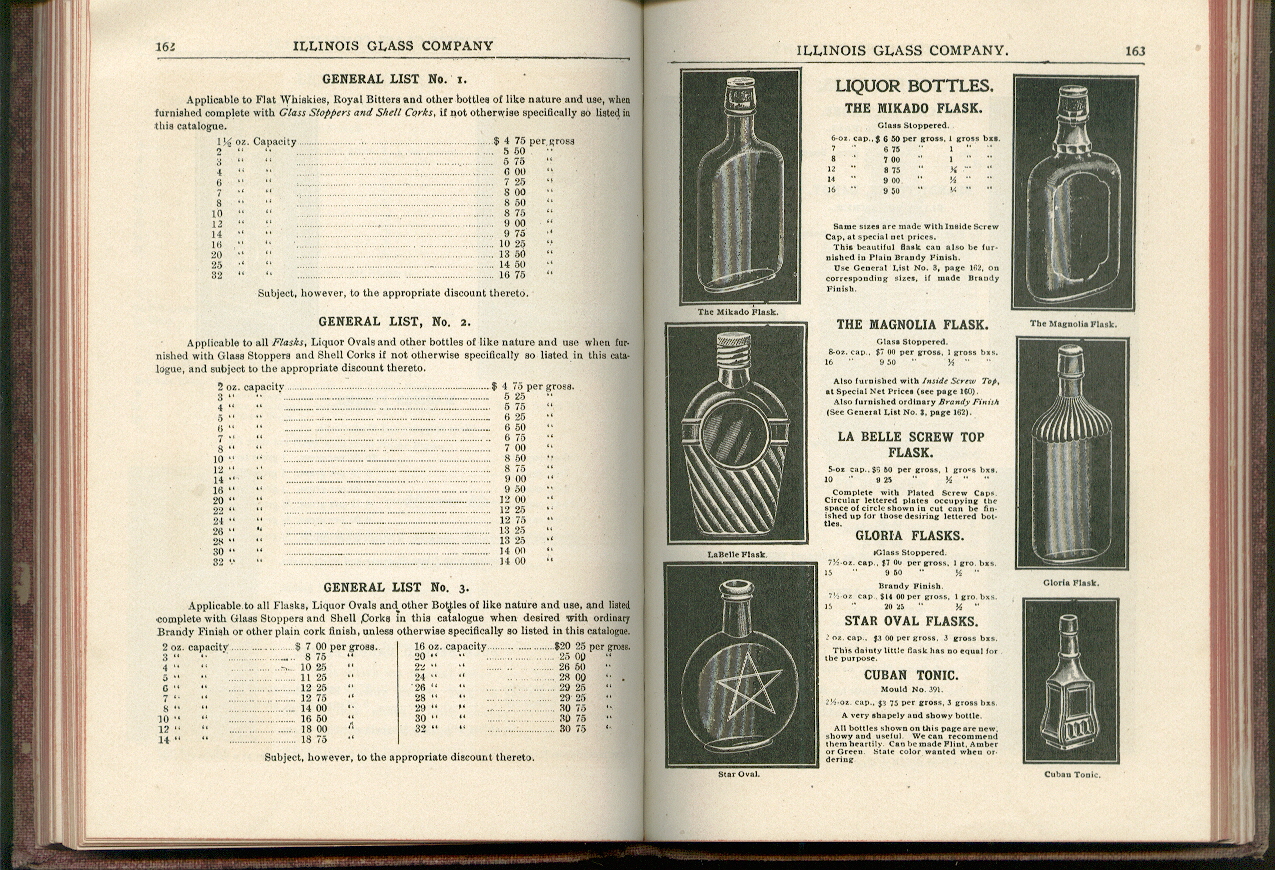 162 ILLINOIS GLASS COMPANY
GENERAL LIST No. 1.
Applicable to Flat Whiskies, Royal Bitters and other bottles of like nature and use, when
furnished complete with Glass Stoppers and Shell Corks, if not otherwise specifically so listed in
this catalogue.
1½ oz. Capacity $ 4 75 per gross
2 “ “ 5 50 “
3 “ “ 5 75 “
4 “ “ 6 00 “
6 “ “ 7 25 “
7 “ “ 8 00 “
8 “ “ 8 50 “
10 “ “ 8 75 “
12 “ “ 9 00 “
14 “ “ 9 75 “
16 “ “ 10 25 “
20 “ “ 13 50 “
25 “ “ 14 50 “
32 “ “ 16 75 “
Subject, however, to the appropriate discount thereto.
GENERAL LIST, No. 2.
Applicable to all Flasks, Liquor Ovals and other bottles of like nature and use when fur-
nished with Glass Stoppers and Shell Corks if not otherwise specifically so listed in this cata-
logue, and subject to the appropriate discount thereto.
2 oz. capacity $ 4 75 per gross.
3 “ “ 5 25 “
4 “ “ 5 75 “
5 “ “ 6 25 “
6 “ “ 6 50 “
7 “ “ 6 75 “
8 “ “ 7 00 “
10 “ “ 8 50 “
12 “ “ 8 75 “
14 “ “ 9 00 “
16 “ “ 9 50 “
20 “ “ 12 00 “
22 “ “ 12 25 “
24 “ “ 12 75 “
26 “ “ 13 25 “
28 “ “ 13 25 “
30 “ “ 14 00 “
32 “ “ 14 00 “
GENERAL LIST No. 3.
Applicable to all Flasks, Liquor Ovals and other Bottles of like nature and use, and listed
complete with Glass Stoppers and Shell Corks in this catalogue when desired with ordinary
Brandy Finish or other plain cork finish, unless otherwise specifically so listed in this catalogue.
2 oz. capacity $ 7 00 per gross.
3 “ “ 8 75 “
4 “ “ 10 25 “
5 “ “ 11 25 “
6 “ “ 12 25 “
7 “ “ 12 75 “
8 “ “ 14 00 “
10 “ “ 16 50 “
12 “ “ 18 00 “
14 “ “ 18 75 “
16 oz. capacity $20 25 per gross.
20 “ “ 25 00 “
22 “ “ 26 50 “
24 “ “ 28 00 “
26 “ “ 29 25 “
28 “ “ 29 25 “
29 “ “ 30 75 “
30 “ “ 30 75 “
32 “ “ 30 75 “
Subject, however, to the appropriate discount thereto.
ILLINOIS GLASS COMPANY. 163
The Mikado Flask.
LaBelle Flask.
Star Oval.
LIQUOR BOTTLES.
THE MIKADO FLASK.
Glass Stoppered.
6-oz. cap., $ 6 50 per gross, 1 gross bxs.
7 “ 6 75 “ 1 “ “
8 “ 7 00 “ 1 “ “
12 “ 8 75 “ ½ “ “
14 “ 9 00 “ ½ “ “
16 “ 9 50 “ ½ “ “
Same sizes are made with Inside Screw
Cap, at special net prices.
This beautiful flask can also be fur-
nished in Plain Brandy Finish.
Use General List No. 3, page 162, on
corresponding sizes, if made Brandy
Finish.
THE MAGNOLIA FLASK.
Glass Stoppered.
8-oz. cap., $7 00 per gross, 1 gross bxs.
16 “ 9 50 “ ½ “ “
Also furnished with Inside Screw Top,
at Special Net Prices (see page 160).
Also furnished ordinary Brandy Finish
(See General List No. 3, page 162).
LA BELLE SCREW TOP
FLASK.
5-oz cap., $6 50 per gross, 1 gross bxs.
10 “ 9 25 “ ½ “ “
Complete with Plated Screw Caps.
Circular lettered plates occupying the
space of circle shown in cut can be fin-
ished up for those desiring lettered bot-
tles.
GLORIA FLASKS.
Glass Stoppered.
7½-oz. cap., $7 00 per gross, 1 gro. bxs.
15 “ 9 50 “ ½ “ “
Brandy Finish.
7½-oz cap., $14 00 per gross, 1 gro. bxs.
15 “ 20 25 “ ½ “ “
STAR OVAL FLASKS.
2 oz. cap., $3 00 per gross, 3 gross bxs.
This dainty little flask has no equal for
the purpose.
CUBAN TONIC.
Mould No. 391.
2½-oz. cap., $3 75 per gross, 3 gross bxs.
A very shapely and showy bottle.
All bottles shown on this page are new,
showy and useful. We can recommend
them heartily. Can be made Flint, Amber
or Green. State color wanted when or-
dering
The Magnolia Flask.
Gloria Flask.
Cuban Tonic.